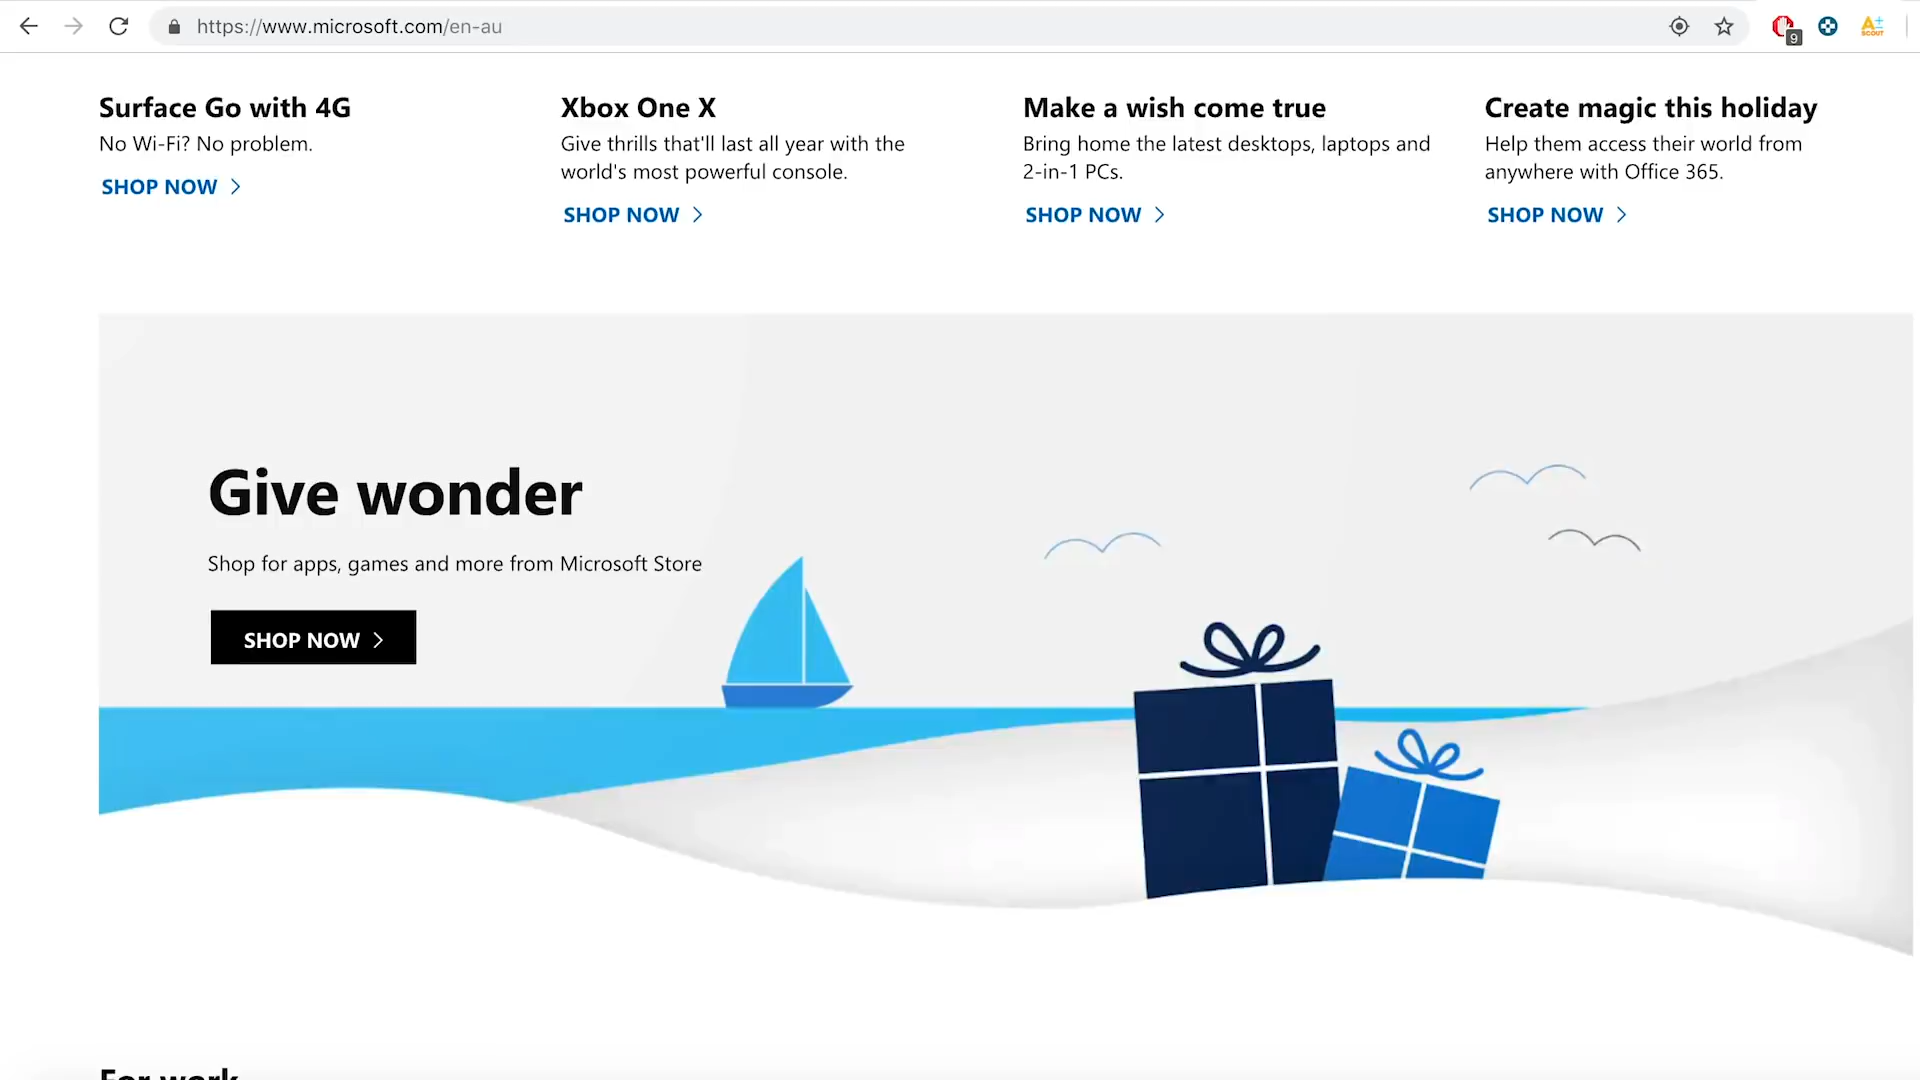 https://www.microsoft.com/en-au
9
A±
SCOUT
Surface Go with 4G
No Wi-Fi? No problem.
SHOP NOW
Xbox One X
Give thrills that'll last all year with the
world's most powerful console.
SHOP NOW
Make a wish come true
Bring home the latest desktops, laptops and
2-in-1 PCs.
SHOP NOW
Create magic this holiday
Help them access their world from
anywhere with Office 365.
SHOP NOW
Give wonder
Shop for apps, games and more from Microsoft Store
SHOP NOW
For work